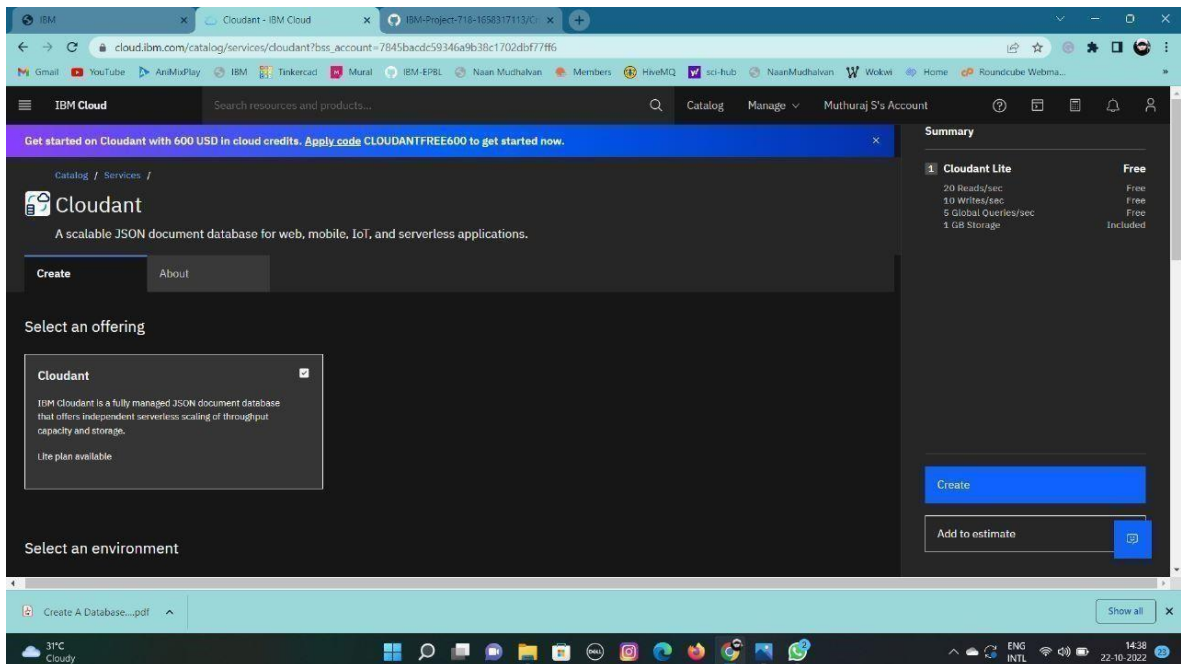 IBM
Cloudant - IBM Cloud
IBM-Project-718-1658317113/Cr
cloud.ibm.com/catalog/services/cloudant?bss_account=7845bacdc59346a9b38c1702dbf77ff6
Gmail YouTube AniMixPlay IBM Tinkercad Mural IBM-EPBL Naan Mudhalvan Members HiveMQ sci-hub NaanMudhalvan Wokwi Home Roundcube Webma...
IBM Cloud Search resources and products... Catalog Manage Muthuraj S's Account
Get started on Cloudant with 600 USD in cloud credits. Apply code CLOUDANTFREE600 to get started now.
Catalog / Services /
Cloudant
A scalable JSON document database for web, mobile, IoT, and serverless applications.
Create About
Select an offering
Cloudant
IBM Cloudant is a fully managed JSON document database
that offers independent serverless scaling of throughput
capacity and storage.
Lite plan available
Select an environment
Summary
1 Cloudant Lite Free
20 Reads/sec Free
10 Writes/sec Free
5 Global Queries/sec Free
1 GB Storage Included
Create
Add to estimate
Create A Database....pdf
Show all
31°C
Cloudy
DELL
2
ENG
INTL
14:38
22-10-2022
23